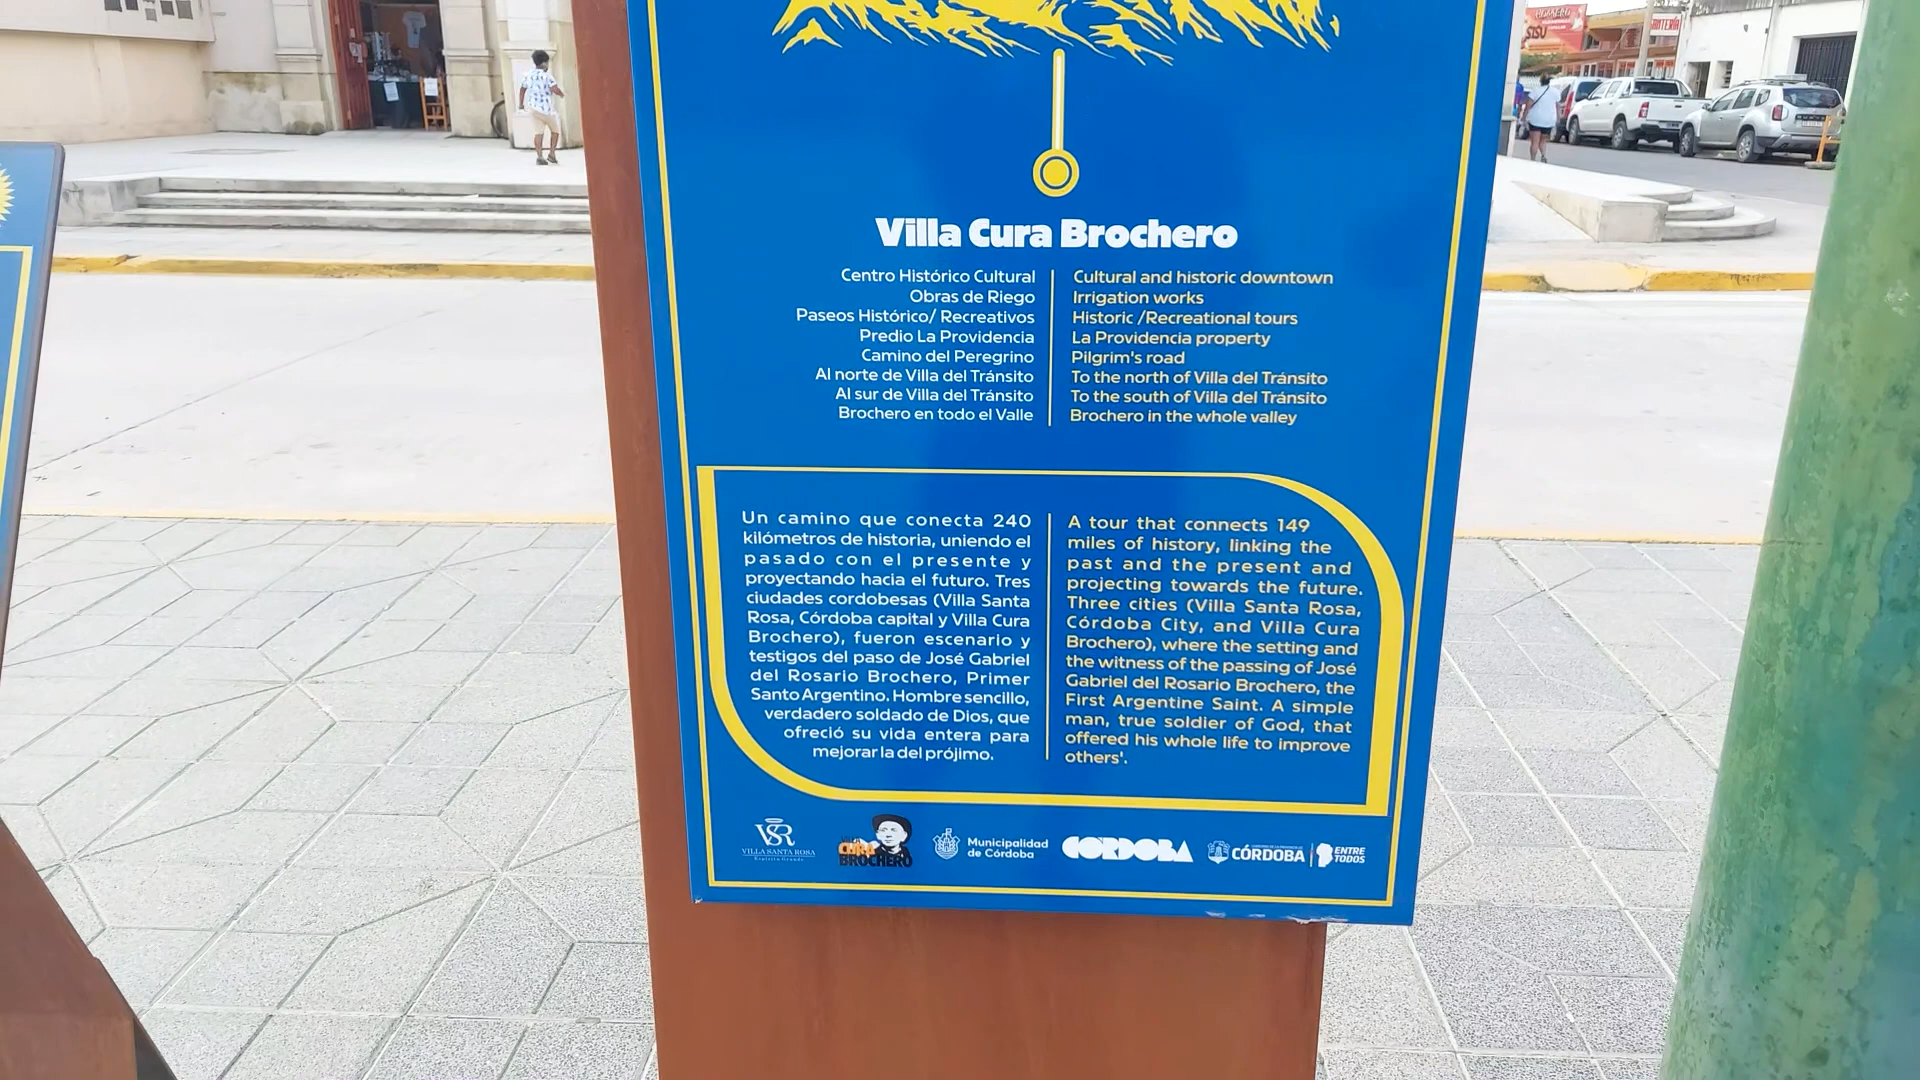 Villa Cura Brochero
Centro Histórico Cultural
Obras de Riego
Paseos Histórico/ Recreativos
Predio La Providencia
Camino del Peregrino
Al norte de Villa del Tránsito
Al sur de Villa del Tránsito
Brochero en todo el Valle
Cultural and historic downtown
Irrigation works
Historic /Recreational tours
La Providencia property
Pilgrim's road
To the north of Villa del Tránsito
To the south of Villa del Tránsito
Brochero in the whole valley
Un camino que conecta 240
kilómetros de historia, uniendo el
pasado con el presente y
proyectando hacia el futuro. Tres
ciudades cordobesas (Villa Santa
Rosa, Córdoba capital y Villa Cura
Brochero), fueron escenario y
testigos del paso de José Gabriel
del Rosario Brochero, Primer
Santo Argentino. Hombre sencillo,
verdadero soldado de Dios, que
ofreció su vida entera para
mejorar la del prójimo.
A tour that connects 149
miles of history, linking the
past and the present and
projecting towards the future.
Three cities (Villa Santa Rosa,
Córdoba City, and Villa Cura
Brochero), where the setting and
the witness of the passing of José
Gabriel del Rosario Brochero, the
First Argentine Saint. A simple
man, true soldier of God, that
offered his whole life to improve
others'.
VSR
VILLA SANTA ROSA
CURA
BROCHERO
Municipalidad
de Córdoba
CÓRDOBA
CÓRDOBA
ENTRE
TODOS
SISU